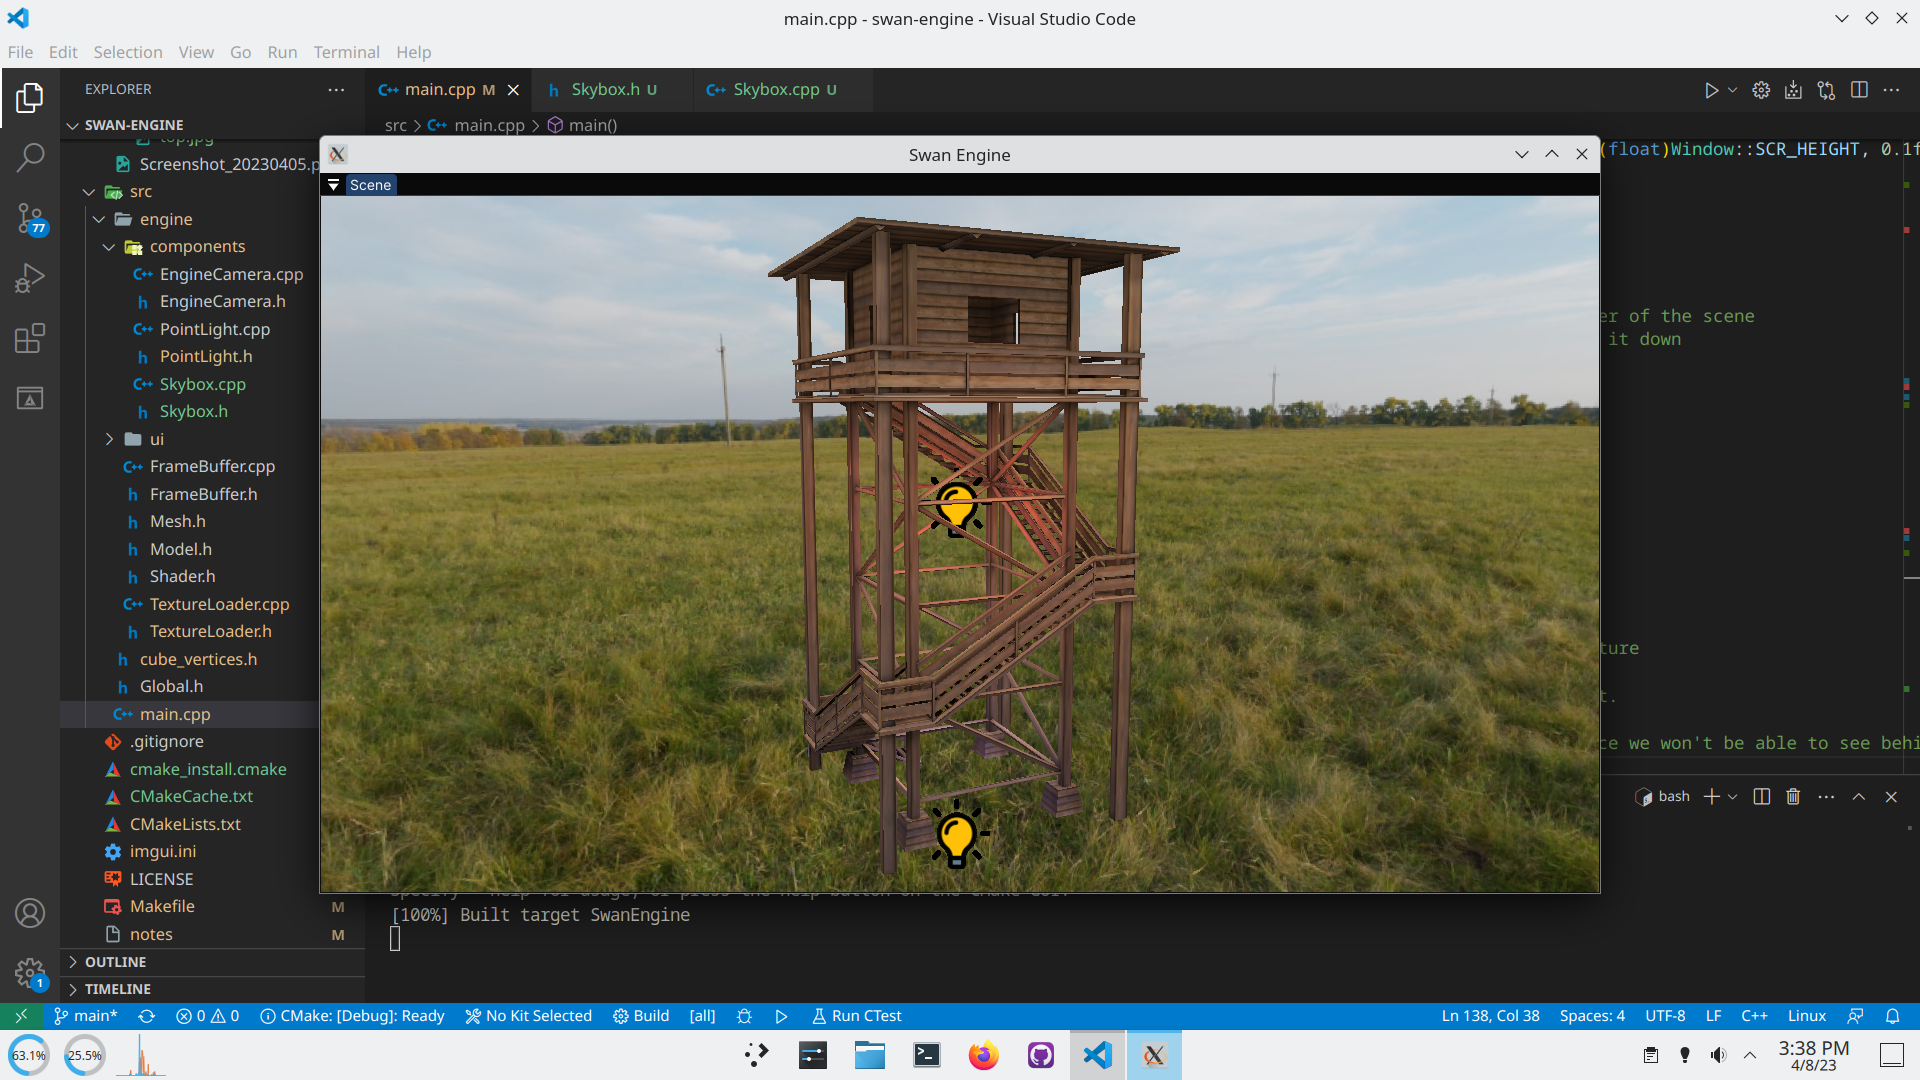 main.cpp - swan-engine - Visual Studio Code
File Edit Selection View Go Run Terminal Help
EXPLORER
main.cpp M
Skybox.h U
Skybox.cpp U
SWAN-ENGINE
src > main.cpp > main()
top.jpg
Screenshot_20230405.p
src
engine
components
EngineCamera.cpp
EngineCamera.h
PointLight.cpp
PointLight.h
Skybox.cpp
Skybox.h
ui
FrameBuffer.cpp
FrameBuffer.h
Mesh.h
Model.h
Shader.h
TextureLoader.cpp
TextureLoader.h
cube_vertices.h
Global.h
main.cpp
.gitignore
cmake_install.cmake
CMakeCache.txt
CMakeLists.txt
imgui.ini
LICENSE
Makefile M
notes M
OUTLINE
TIMELINE
Swan Engine
Scene
(float)Window::SCR_HEIGHT, 0.1f
er of the scene
it down
ture
t.
ce we won't be able to see behi
bash
[100%] Built target SwanEngine
77
1
main* 0 0 CMake: [Debug]: Ready No Kit Selected Build [all] Run CTest Ln 138, Col 38 Spaces: 4 UTF-8 LF C++ Linux
63.1% 25.5%
3:38 PM
4/8/23